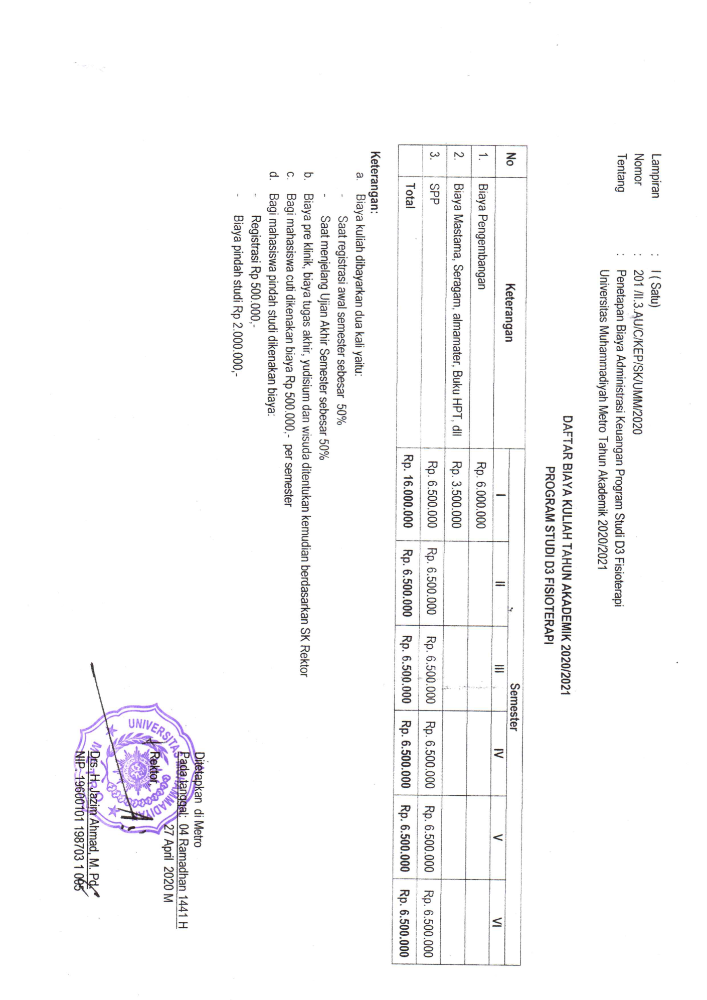 Lampiran : I ( Satu)
Nomor : 201 /II.3.AU/C/KEP/SK/UMM/2020
Tentang : Penetapan Biaya Administrasi Keuangan Program Studi D3 Fisioterapi
Universitas Muhammadiyah Metro Tahun Akademik 2020/2021
DAFTAR BIAYA KULIAH TAHUN AKADEMIK 2020/2021
PROGRAM STUDI D3 FISIOTERAPI
No Keterangan Semester
I II III IV V VI
1. Biaya Pengembangan Rp. 6.000.000
2. Biaya Mastama, Seragam, almamater, Buku HPT, dll Rp. 3.500.000
3. SPP Rp. 6.500.000 Rp. 6.500.000 Rp. 6.500.000 Rp. 6.500.000 Rp. 6.500.000 Rp. 6.500.000
Total Rp. 16.000.000 Rp. 6.500.000 Rp. 6.500.000 Rp. 6.500.000 Rp. 6.500.000 Rp. 6.500.000
Keterangan:
a. Biaya kuliah dibayarkan dua kali yaitu:
- Saat registrasi awal semester sebesar 50%
- Saat menjelang Ujian Akhir Semester sebesar 50%
b. Biaya pre klinik, biaya tugas akhir, yudisium dan wisuda ditentukan kemudian berdasarkan SK Rektor
c. Bagi mahasiswa cuti dikenakan biaya Rp 500.000,- per semester
d. Bagi mahasiswa pindah studi dikenakan biaya:
- Registrasi Rp 500.000,-
- Biaya pindah studi Rp 2.000.000,-
Ditetapkan di Metro
Pada tanggal: 04 Ramadhan 1441 H
27 April 2020 M
Rektor,
UNIVERSITAS MUHAMMADIYAH
METRO
Drs. H. Jazim Ahmad, M. Pd.
NIP. 19600101 198703 1 005